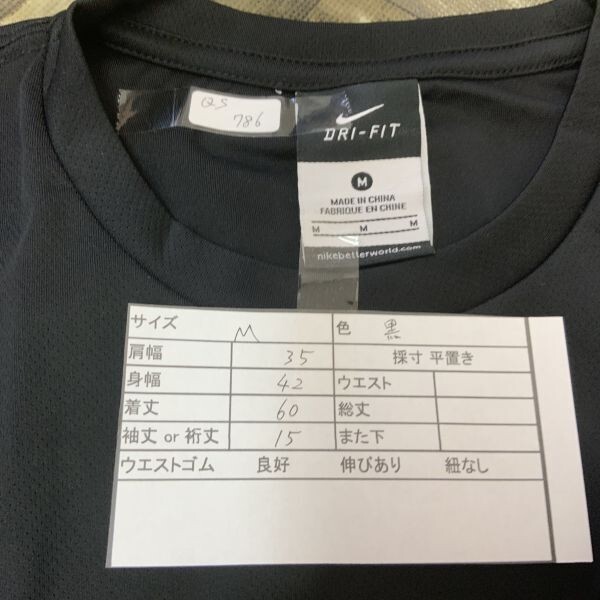 QS
786
DRI-FIT
M
MADE IN CHINA
FABRIQUE EN CHINE
M M M
nikebetterworld.com
サイズ M 色 黒
肩幅 35 採寸 平置き
身幅 42 ウエスト
着丈 60 総丈
袖丈 or 裄丈 15 また下
ウエストゴム 良好 伸びあり 紐なし